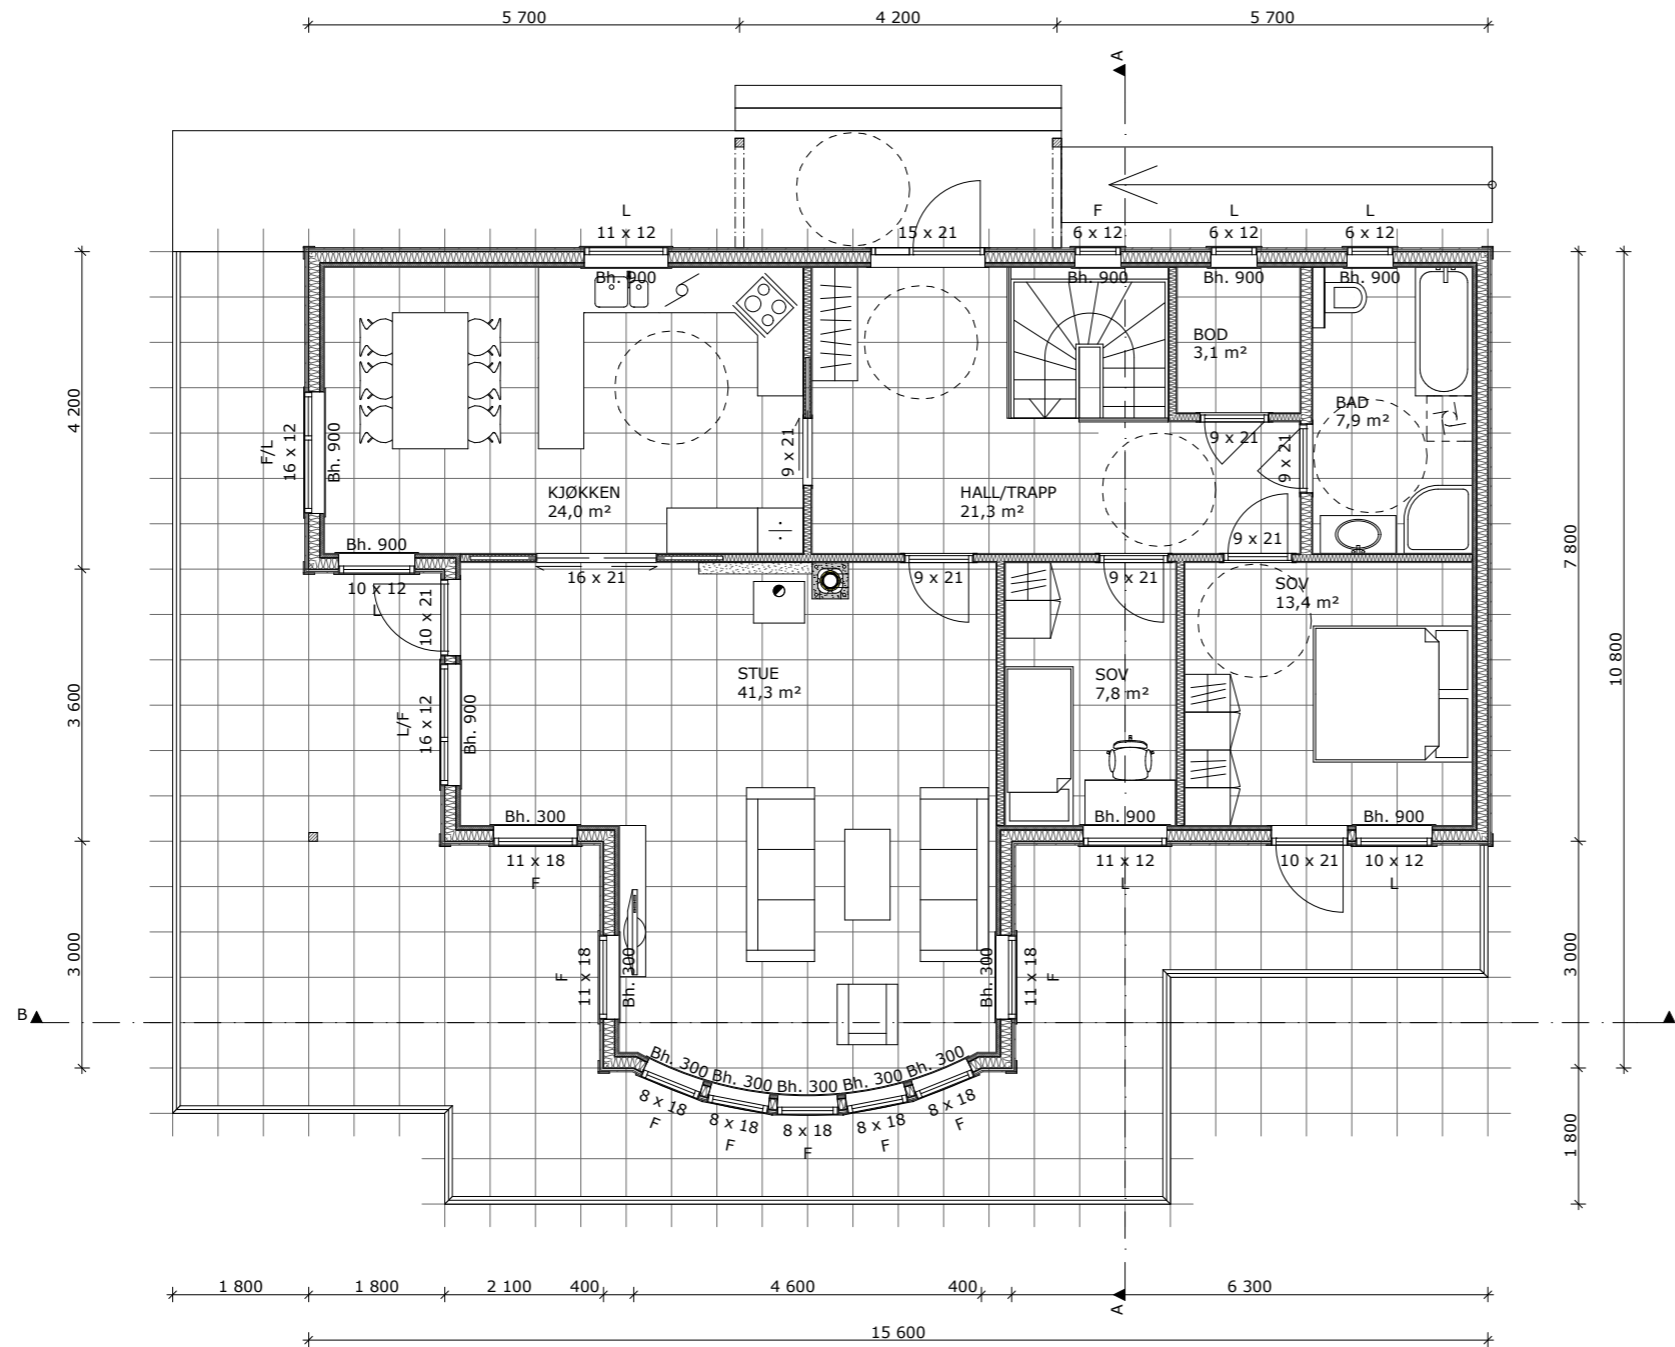 5 700
4 200
5 700
A
L
11 x 12
Bh. 900
15 x 21
F
6 x 12
Bh. 900
L
6 x 12
Bh. 900
L
6 x 12
Bh. 900
BOD
3,1 m²
BAD
7,9 m²
4 200
F/L
16 x 12
Bh. 900
9 x 21
9 x 21
9 x 21
KJØKKEN
24,0 m²
HALL/TRAPP
21,3 m²
9 x 21
Bh. 900
10 x 12
L
10 x 21
16 x 21
9 x 21
9 x 21
SOV
13,4 m²
7 800
10 800
3 600
L/F
16 x 12
Bh. 900
STUE
41,3 m²
SOV
7,8 m²
Bh. 300
11 x 18
F
Bh. 900
11 x 12
L
10 x 21
Bh. 900
10 x 12
L
3 000
F
11 x 18
Bh. 300
Bh. 300
11 x 18
F
3 000
B
Bh. 300
Bh. 300
Bh. 300
Bh. 300
Bh. 300
8 x 18
F
8 x 18
F
8 x 18
F
8 x 18
F
8 x 18
F
1 800
1 800
1 800
2 100
400
4 600
400
6 300
A
15 600